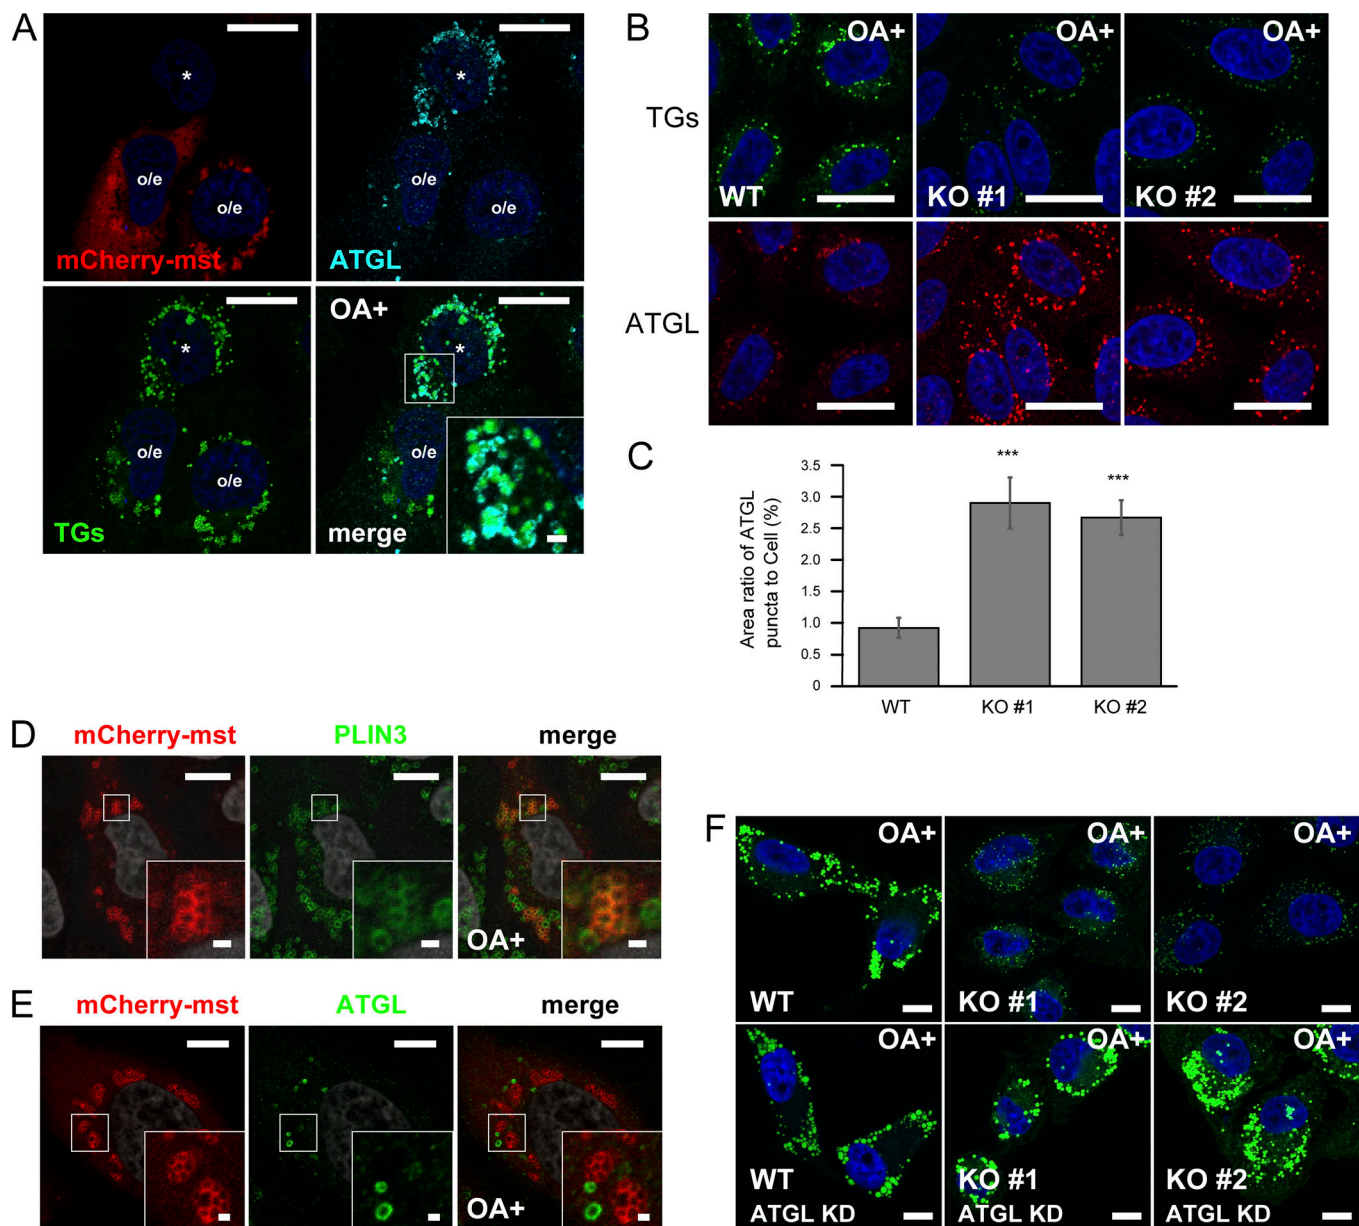 A
*
o/e
o/e
mCherry-mst
*
o/e
o/e
ATGL
*
o/e
o/e
TGs
OA+
*
o/e
o/e
merge
B
TGs
OA+
WT
OA+
KO #1
OA+
KO #2
ATGL
C
Area ratio of ATGL
puncta to Cell (%)
3.5
3.0
2.5
2.0
1.5
1.0
0.5
0
***
***
WT
KO #1
KO #2
D
mCherry-mst
PLIN3
merge
OA+
E
mCherry-mst
ATGL
merge
OA+
F
OA+
WT
OA+
KO #1
OA+
KO #2
OA+
WT
ATGL KD
OA+
KO #1
ATGL KD
OA+
KO #2
ATGL KD